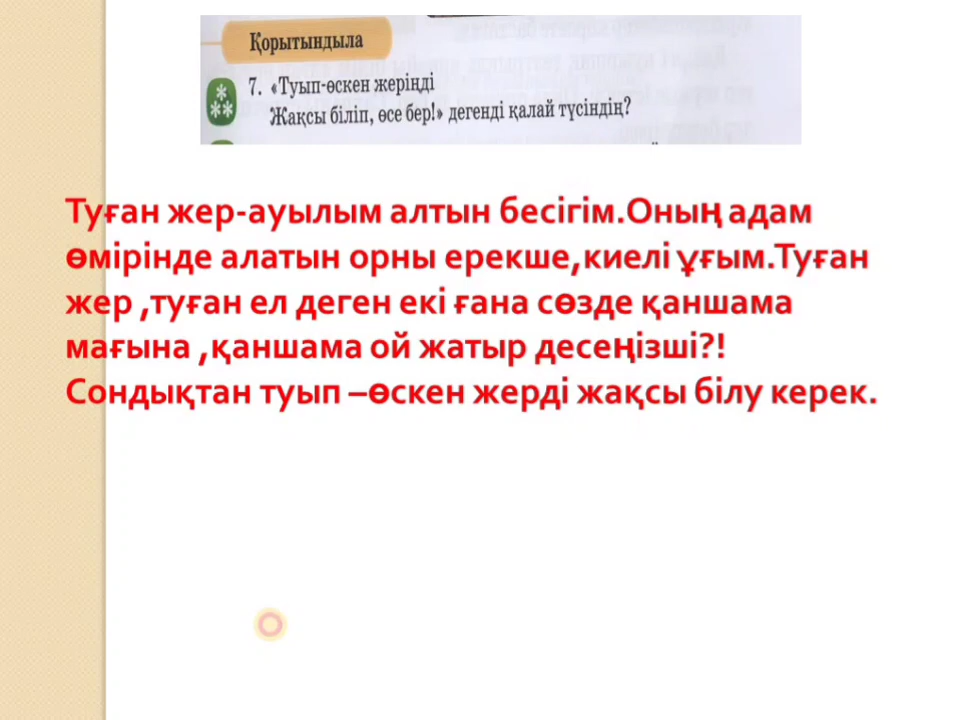 Қорытындыла
7. «Туып-өскен жеріңді
Жақсы біліп, өсе бер!» дегенді қалай түсіндің?
Туған жер-ауылым алтын бесігім.Оның адам
өмірінде алатын орны ерекше,киелі ұғым.Туған
жер ,туған ел деген екі ғана сөзде қаншама
мағына ,қаншама ой жатыр десеңізші?!
Сондықтан туып –өскен жерді жақсы білу керек.